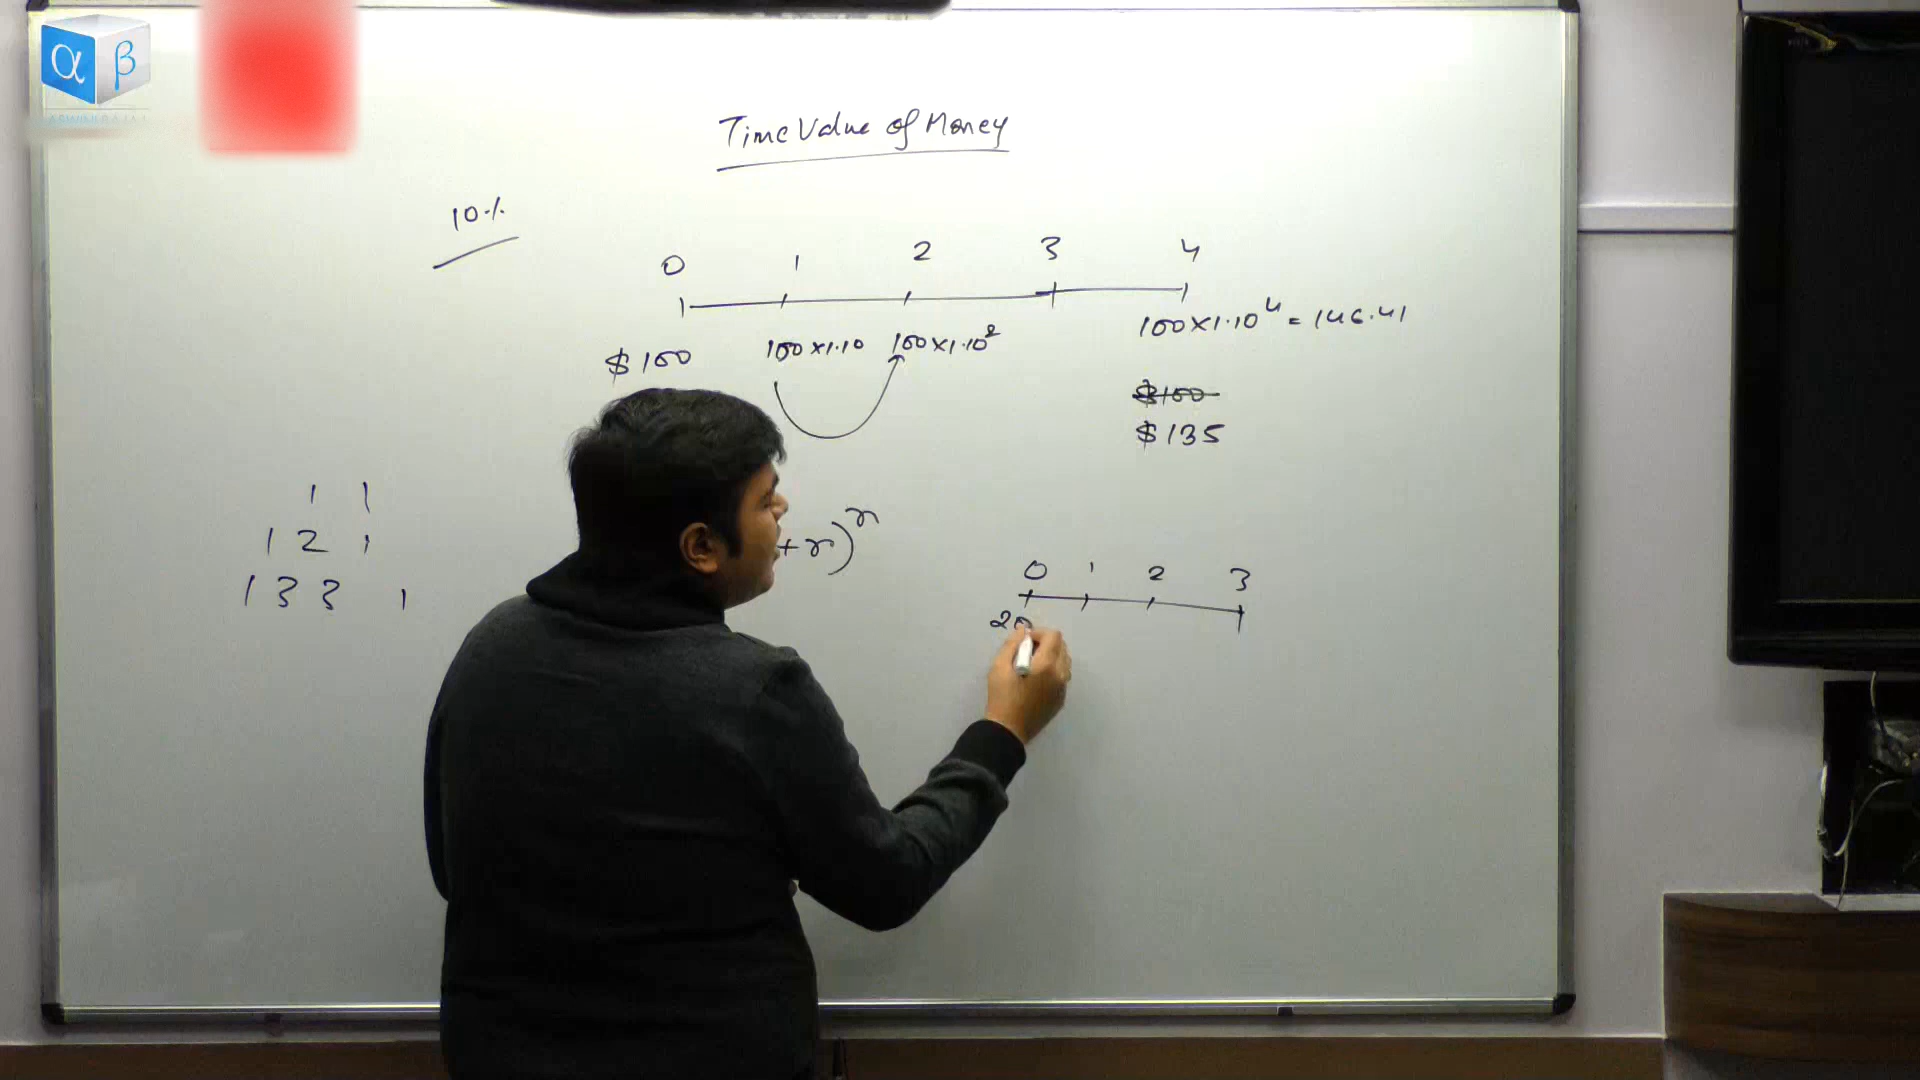 α β
Time Value of Money
10%
0 1 2 3 4
$100 100×1.10 100×1.10² 100×1.10⁴ = 146.41
$100
$135
1 1
1 2 1
1 3 3 1
+ r)ⁿ
0 1 2 3
20